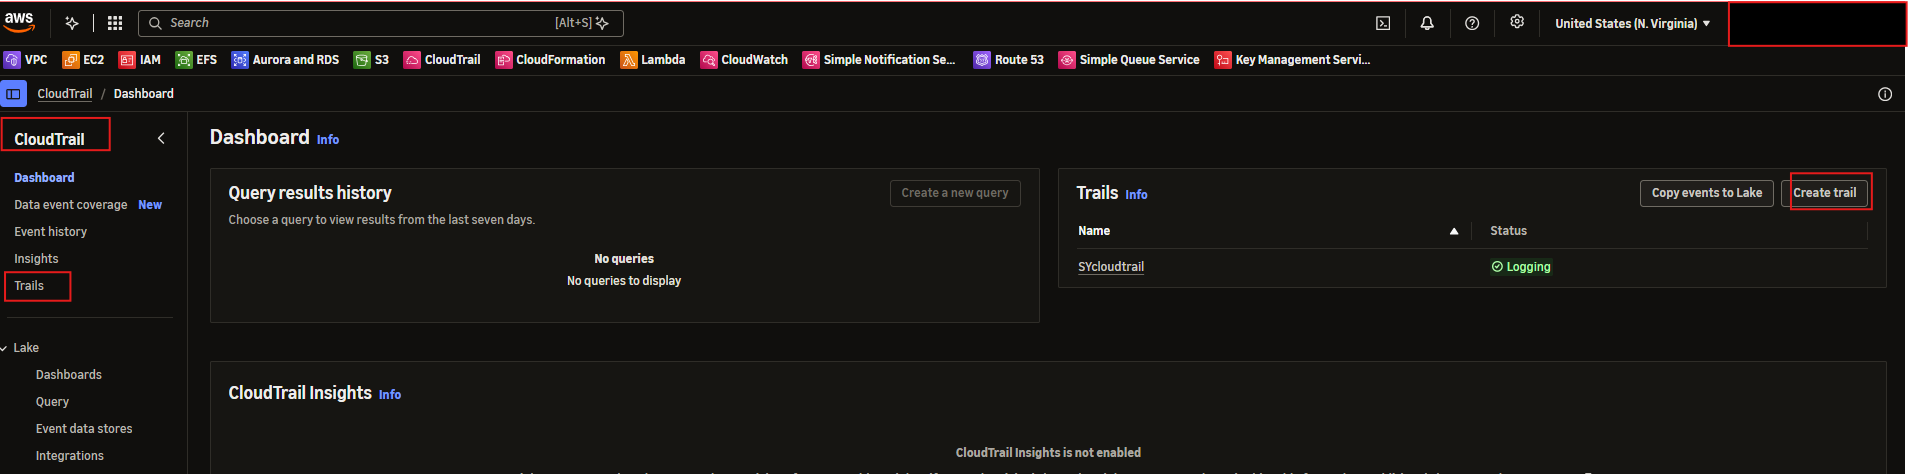 aws
Search
[Alt+S]
United States (N. Virginia)
VPC
EC2
IAM
EFS
Aurora and RDS
S3
CloudTrail
CloudFormation
Lambda
CloudWatch
Simple Notification Se...
Route 53
Simple Queue Service
Key Management Servi...
CloudTrail / Dashboard
CloudTrail
Dashboard
Data event coverage New
Event history
Insights
Trails
Lake
Dashboards
Query
Event data stores
Integrations
Dashboard Info
Query results history
Create a new query
Choose a query to view results from the last seven days.
No queries
No queries to display
Trails Info
Copy events to Lake
Create trail
Name
Status
SYcloudtrail
Logging
CloudTrail Insights Info
CloudTrail Insights is not enabled